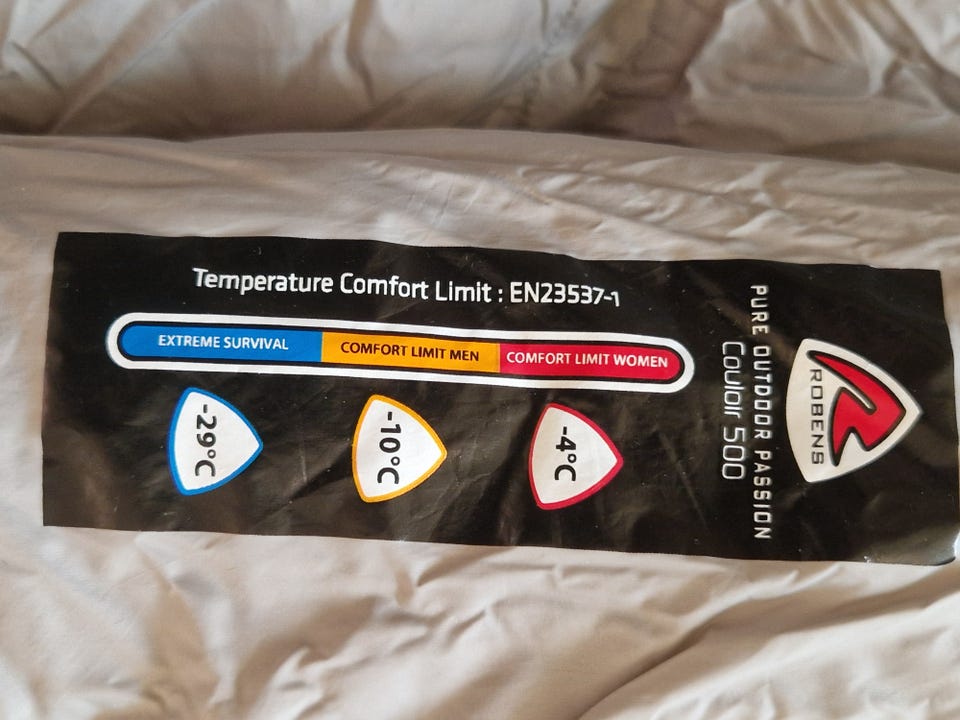 Temperature Comfort Limit : EN23537-1
EXTREME SURVIVAL
COMFORT LIMIT MEN
COMFORT LIMIT WOMEN
-29°C
-10°C
-4°C
ROBENS
PURE OUTDOOR PASSION
Couloir 500